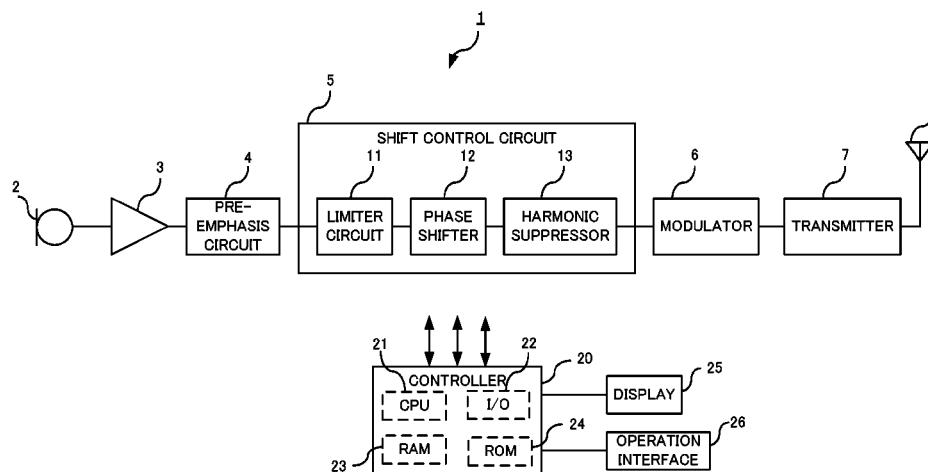 1
5
SHIFT CONTROL CIRCUIT
2
3
4
11
12
13
6
7
PRE-
EMPHASIS
CIRCUIT
LIMITER
CIRCUIT
PHASE
SHIFTER
HARMONIC
SUPPRESSOR
MODULATOR
TRANSMITTER
21
22
20
CONTROLLER
CPU
I/O
DISPLAY
25
RAM
ROM
23
24
OPERATION
INTERFACE
26